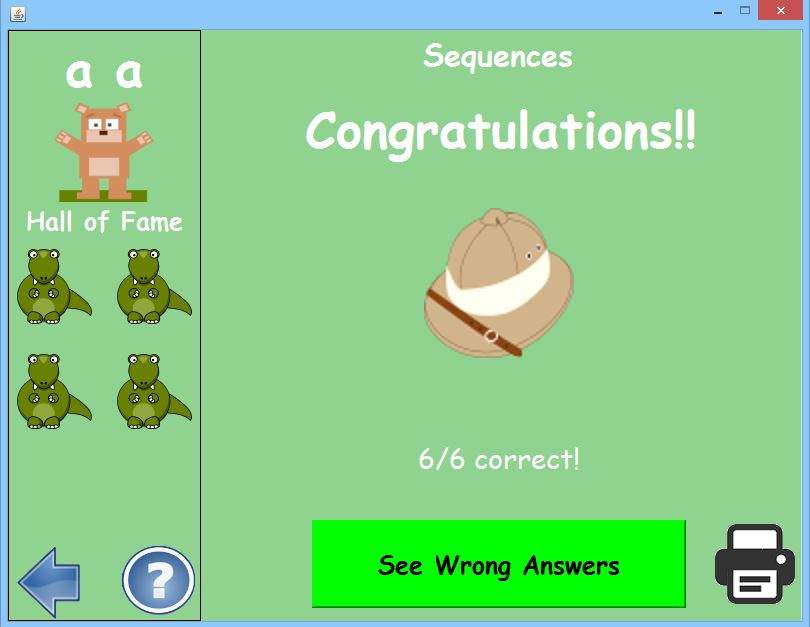 a a
Hall of Fame
Sequences
Congratulations!!
6/6 correct!
See Wrong Answers
?